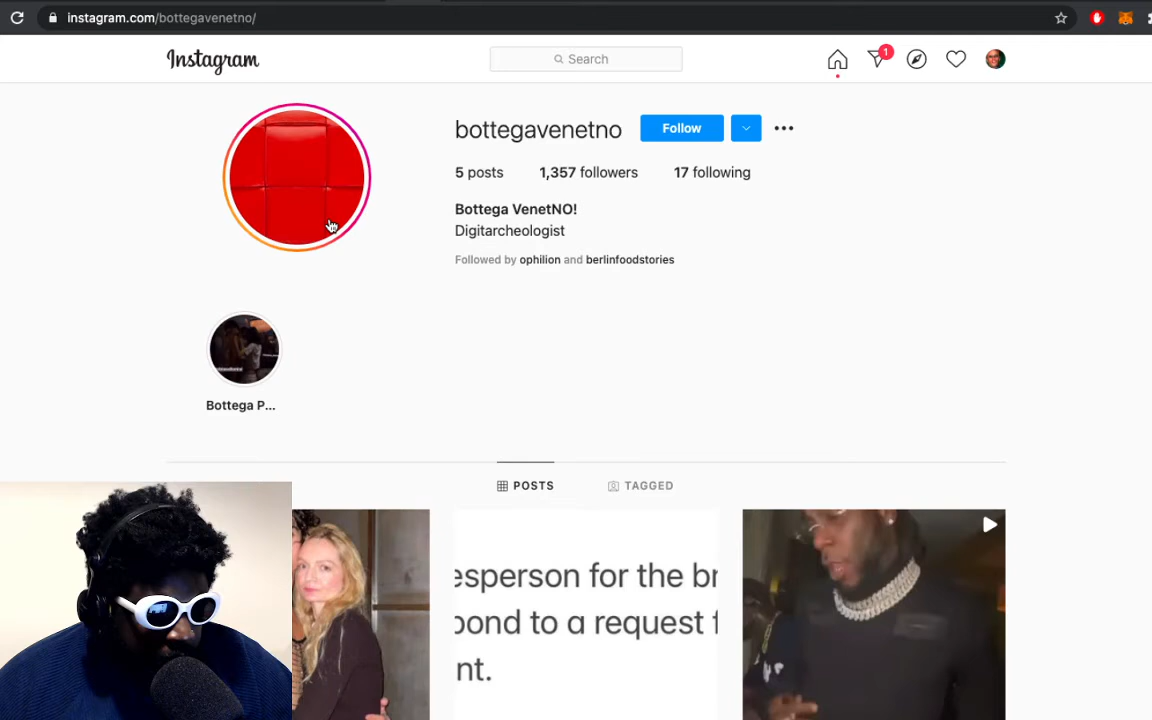 instagram.com/bottegavenetno/
Instagram
Search
1
bottegavenetno
Follow
5 posts 1,357 followers 17 following
Bottega VenetNO!
Digitarcheologist
Followed by ophilion and berlinfoodstories
Bottega P...
POSTS TAGGED
esperson for the br
pond to a request f
nt.